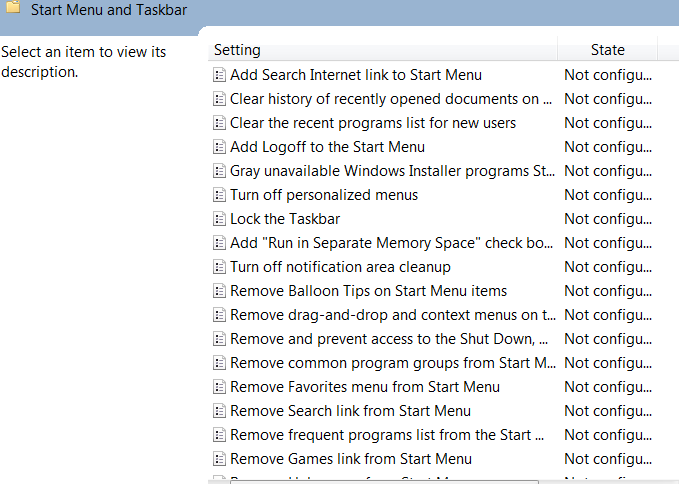 Start Menu and Taskbar
Select an item to view its
description.
Setting State
Add Search Internet link to Start Menu Not configu...
Clear history of recently opened documents on ... Not configu...
Clear the recent programs list for new users Not configu...
Add Logoff to the Start Menu Not configu...
Gray unavailable Windows Installer programs St... Not configu...
Turn off personalized menus Not configu...
Lock the Taskbar Not configu...
Add "Run in Separate Memory Space" check bo... Not configu...
Turn off notification area cleanup Not configu...
Remove Balloon Tips on Start Menu items Not configu...
Remove drag-and-drop and context menus on t... Not configu...
Remove and prevent access to the Shut Down, ... Not configu...
Remove common program groups from Start M... Not configu...
Remove Favorites menu from Start Menu Not configu...
Remove Search link from Start Menu Not configu...
Remove frequent programs list from the Start ... Not configu...
Remove Games link from Start Menu Not configu...